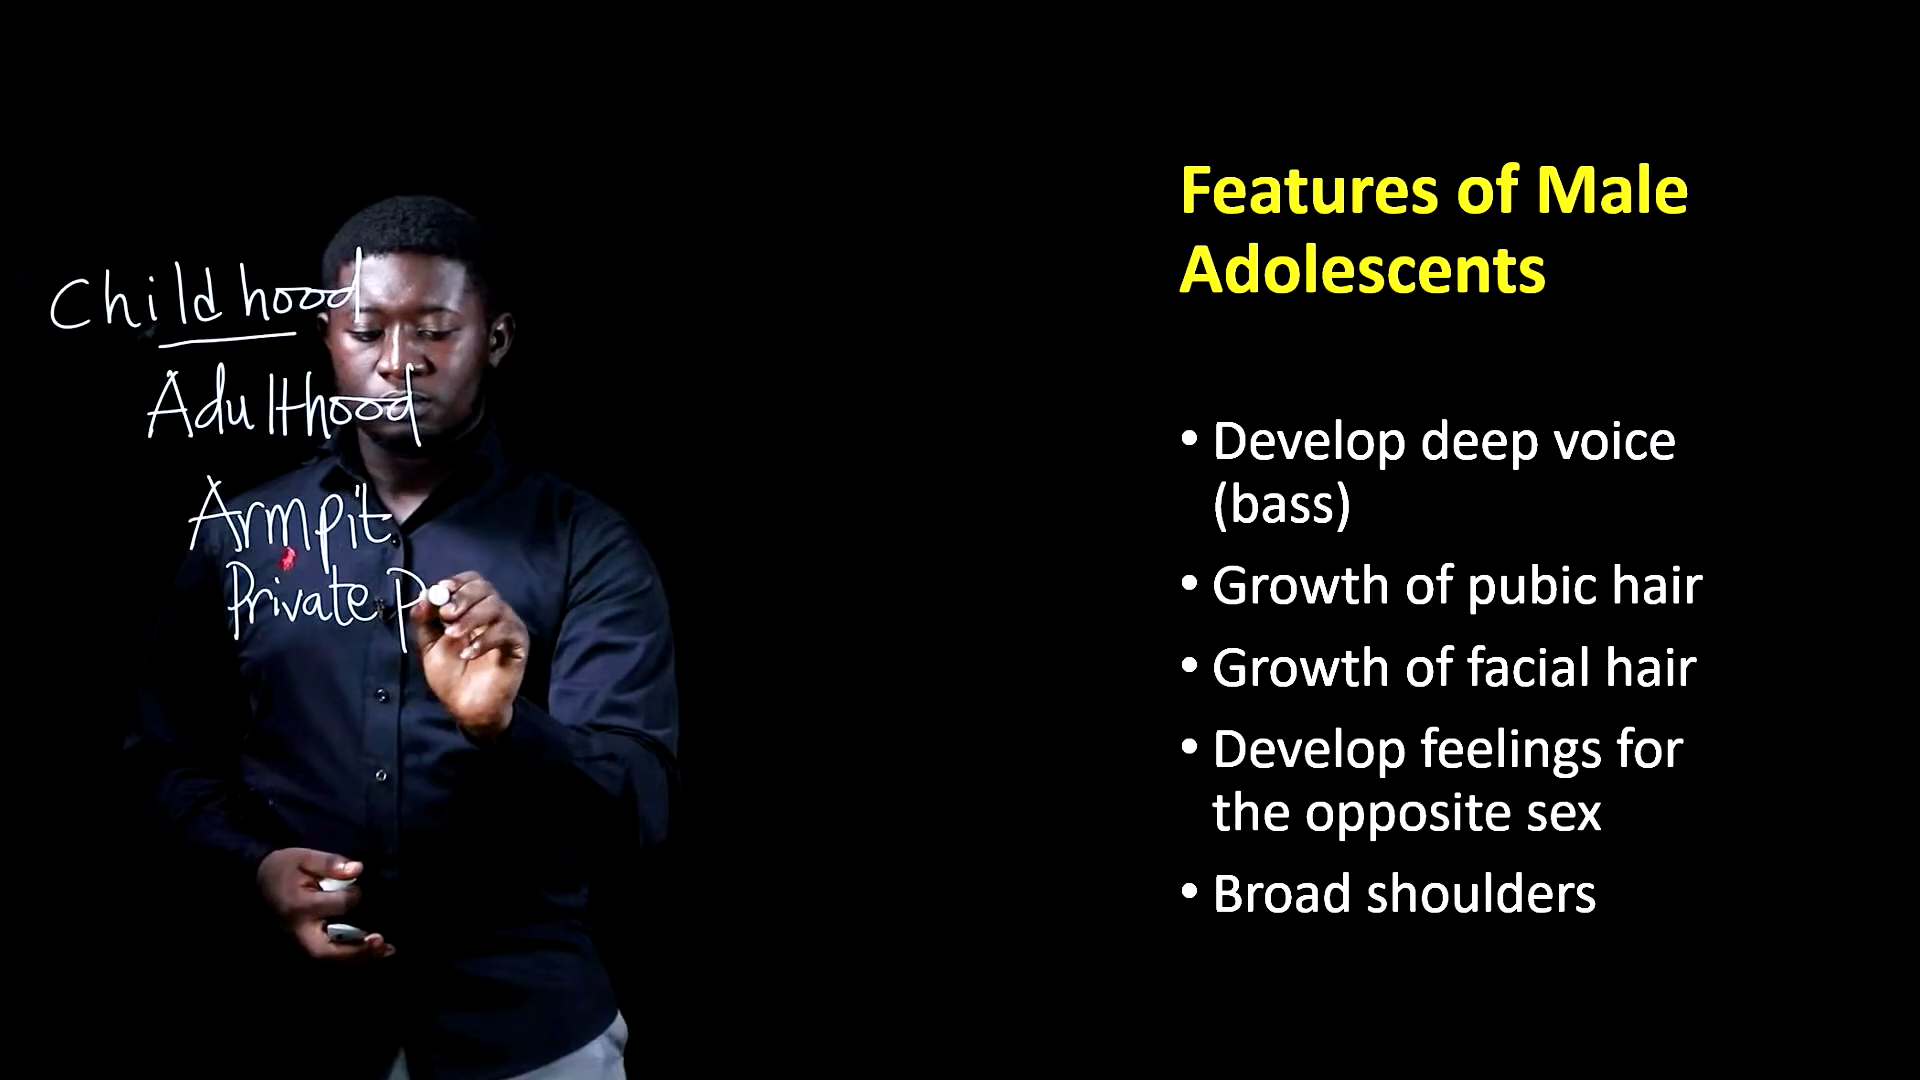 Childhood
Adulthood
Armpit
Private P
Features of Male
Adolescents
• Develop deep voice
(bass)
• Growth of pubic hair
• Growth of facial hair
• Develop feelings for
the opposite sex
• Broad shoulders